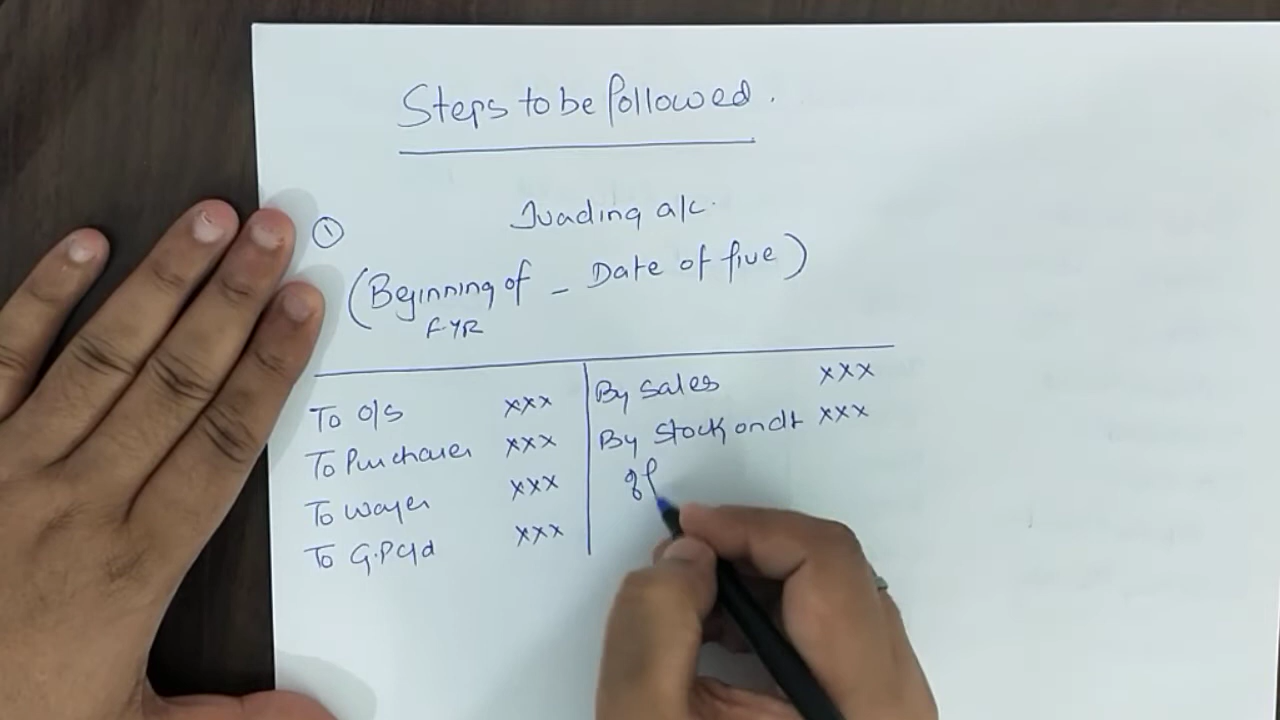 Steps to be followed.
① Trading a/c.
(Beginning of - Date of fire)
F.YR
To O/S xxx By Sales xxx
To Purchases xxx By Stock on dt xxx
To Wages xxx of
To G.P c/d xxx